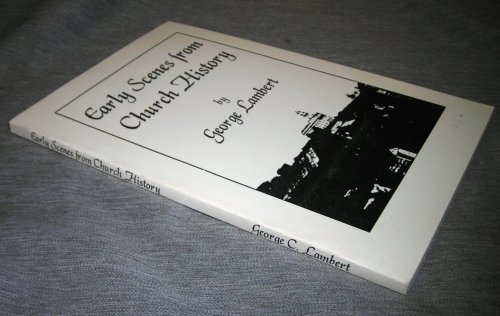 Early Scenes from
Church History
by
George Lambert
Early Scenes from Church History
George C. Lambert